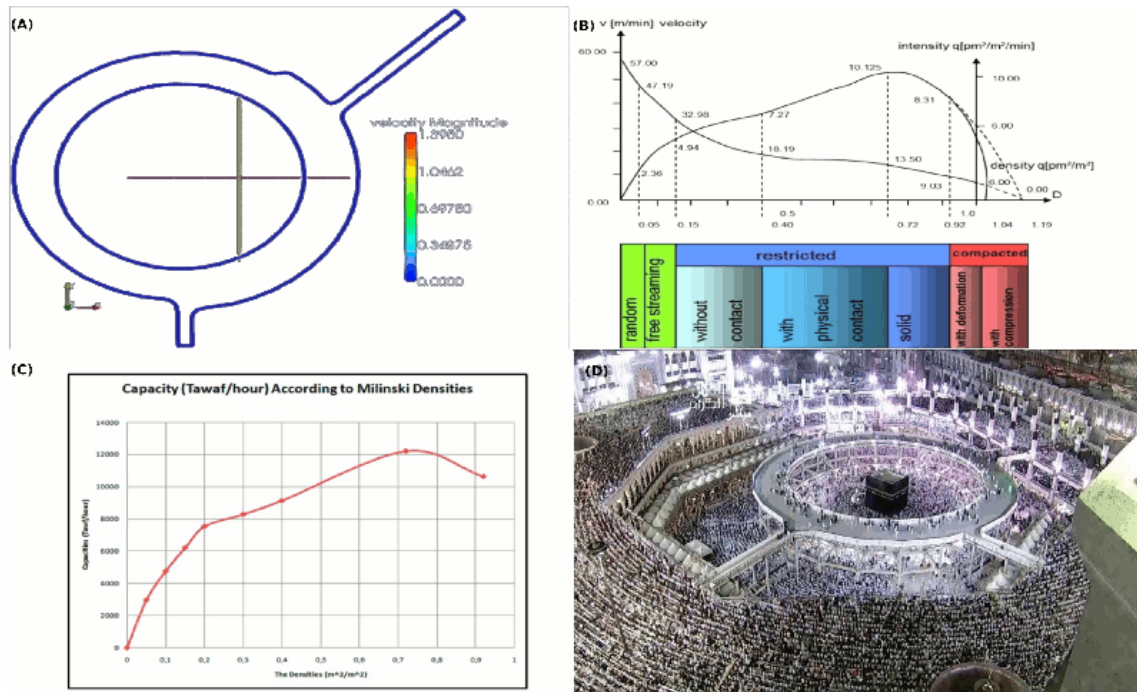 (A)
velocity Magnitude
1.3950
1.0462
0.69750
0.34875
0.0000
(B)
v [m/min] velocity
intensity q[pm²/m²/min]
60.00
57.00
47.19
10.125
10.00
32.98
7.27
8.31
6.00
4.94
18.19
2.36
13.50
density q[pm²/m²]
9.03
6.00
0.00
D
0.00
0.5
1.0
0.05
0.15
0.40
0.72
0.92
1.04
1.19
restricted
compacted
random
free streaming
without contact
with physical contact
solid
with deformation
with compression
(C)
Capacity (Tawaf/hour) According to Milinski Densities
14000
12000
10000
8000
6000
4000
2000
0
Capacities (Tawf/hour)
0 0,1 0,2 0,3 0,4 0,5 0,6 0,7 0,8 0,9 1
The Densities (m^2/m^2)
(D)